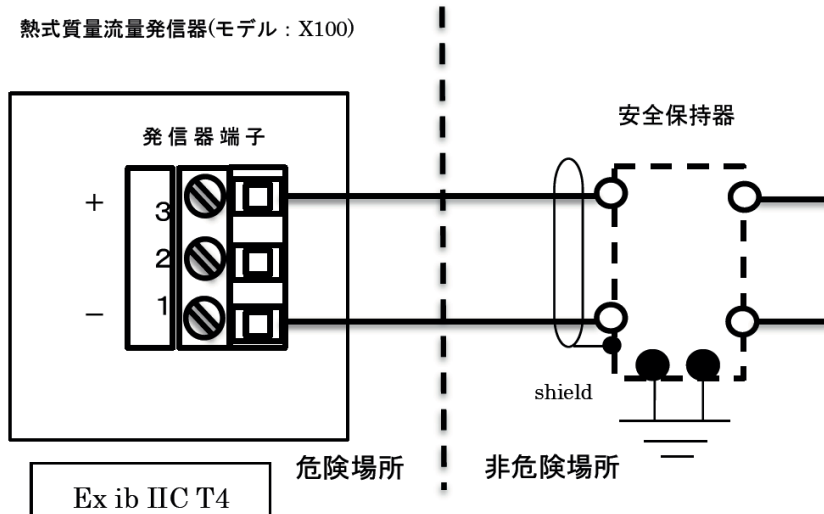 熱式質量流量発信器(モデル：X100)
安全保持器
発信器端子
+ 3
2
− 1
shield
危険場所 非危険場所
Ex ib IIC T4